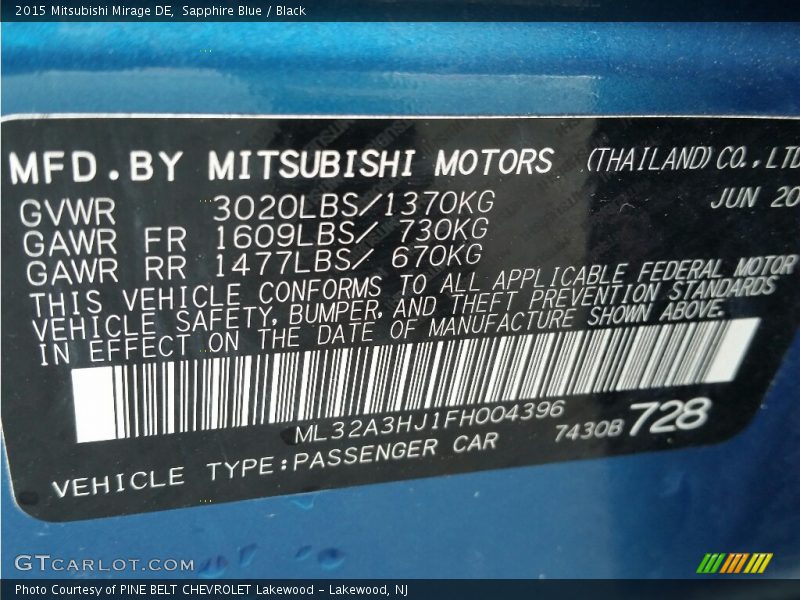 2015 Mitsubishi Mirage DE, Sapphire Blue / Black
MFD.BY MITSUBISHI MOTORS (THAILAND) CO.,LTD
JUN 20
GVWR 3020LBS/1370KG
GAWR FR 1609LBS/ 730KG
GAWR RR 1477LBS/ 670KG
THIS VEHICLE CONFORMS TO ALL APPLICABLE FEDERAL MOTOR
VEHICLE SAFETY, BUMPER, AND THEFT PREVENTION STANDARDS
IN EFFECT ON THE DATE OF MANUFACTURE SHOWN ABOVE.
ML32A3HJ1FH004396
7430B 728
VEHICLE TYPE:PASSENGER CAR
GTCARLOT.COM
Photo Courtesy of PINE BELT CHEVROLET Lakewood - Lakewood, NJ